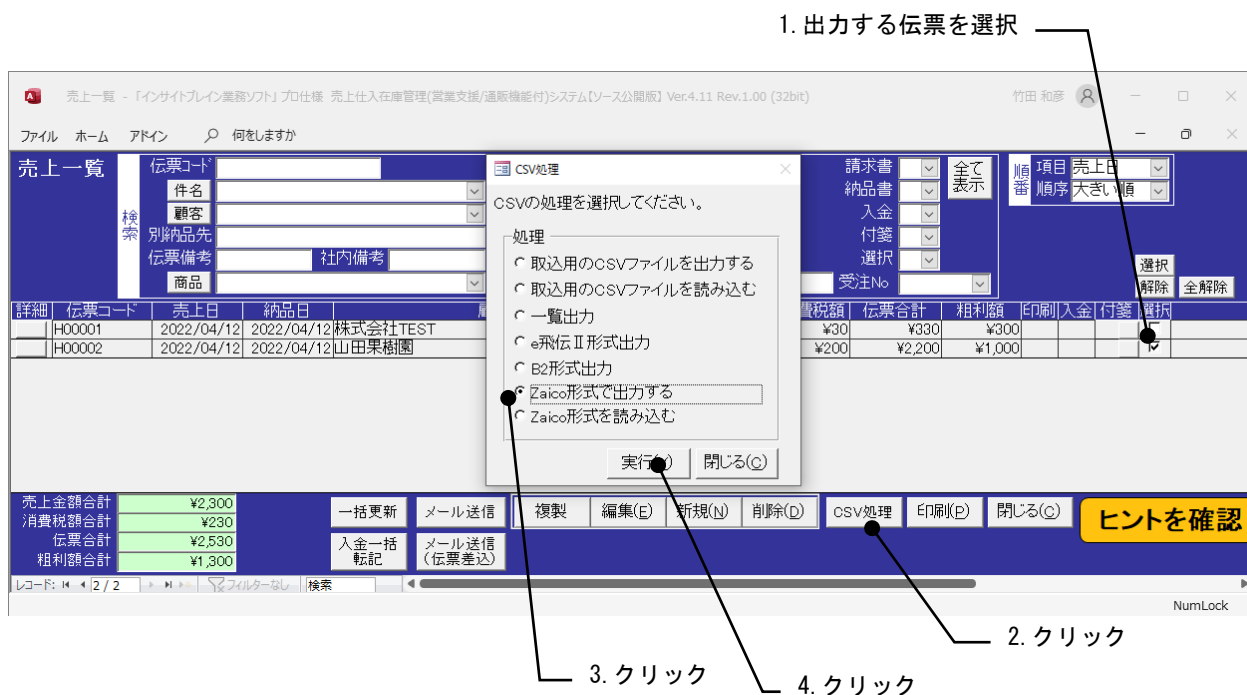 1.出力する伝票を選択
売上一覧 - 「インサイトブレイン業務ソフト」プロ仕様 売上仕入在庫管理(営業支援/通販機能付)システム【ソース公開版】 Ver.4.11 Rev.1.00 (32bit)
竹田 和彦
ファイル ホーム アドイン 何をしますか
売上一覧
検索
伝票コード
件名
顧客
別納品先
伝票備考 社内備考
商品
請求書
納品書
入金
付箋
選択
受注No
全て表示
順番
項目 売上日
順序 大きい順
選択
解除 全解除
詳細 伝票コード 売上日 納品日 費税額 伝票合計 粗利額 印刷 入金 付箋 選択
H00001 2022/04/12 2022/04/12 株式会社TEST ¥30 ¥330 ¥300
H00002 2022/04/12 2022/04/12 山田果樹園 ¥200 ¥2,200 ¥1,000
CSV処理
CSVの処理を選択してください。
処理
取込用のCSVファイルを出力する
取込用のCSVファイルを読み込む
一覧出力
e飛伝Ⅱ形式出力
B2形式出力
Zaico形式で出力する
Zaico形式を読み込む
実行 閉じる(C)
売上金額合計 ¥2,300
消費税額合計 ¥230
伝票合計 ¥2,530
粗利額合計 ¥1,300
一括更新 メール送信 複製 編集(E) 新規(N) 削除(D) CSV処理 印刷(P) 閉じる(C)
入金一括転記 メール送信(伝票差込)
ヒントを確認
レコード: 2 / 2 フィルターなし 検索
NumLock
2.クリック
3.クリック
4.クリック